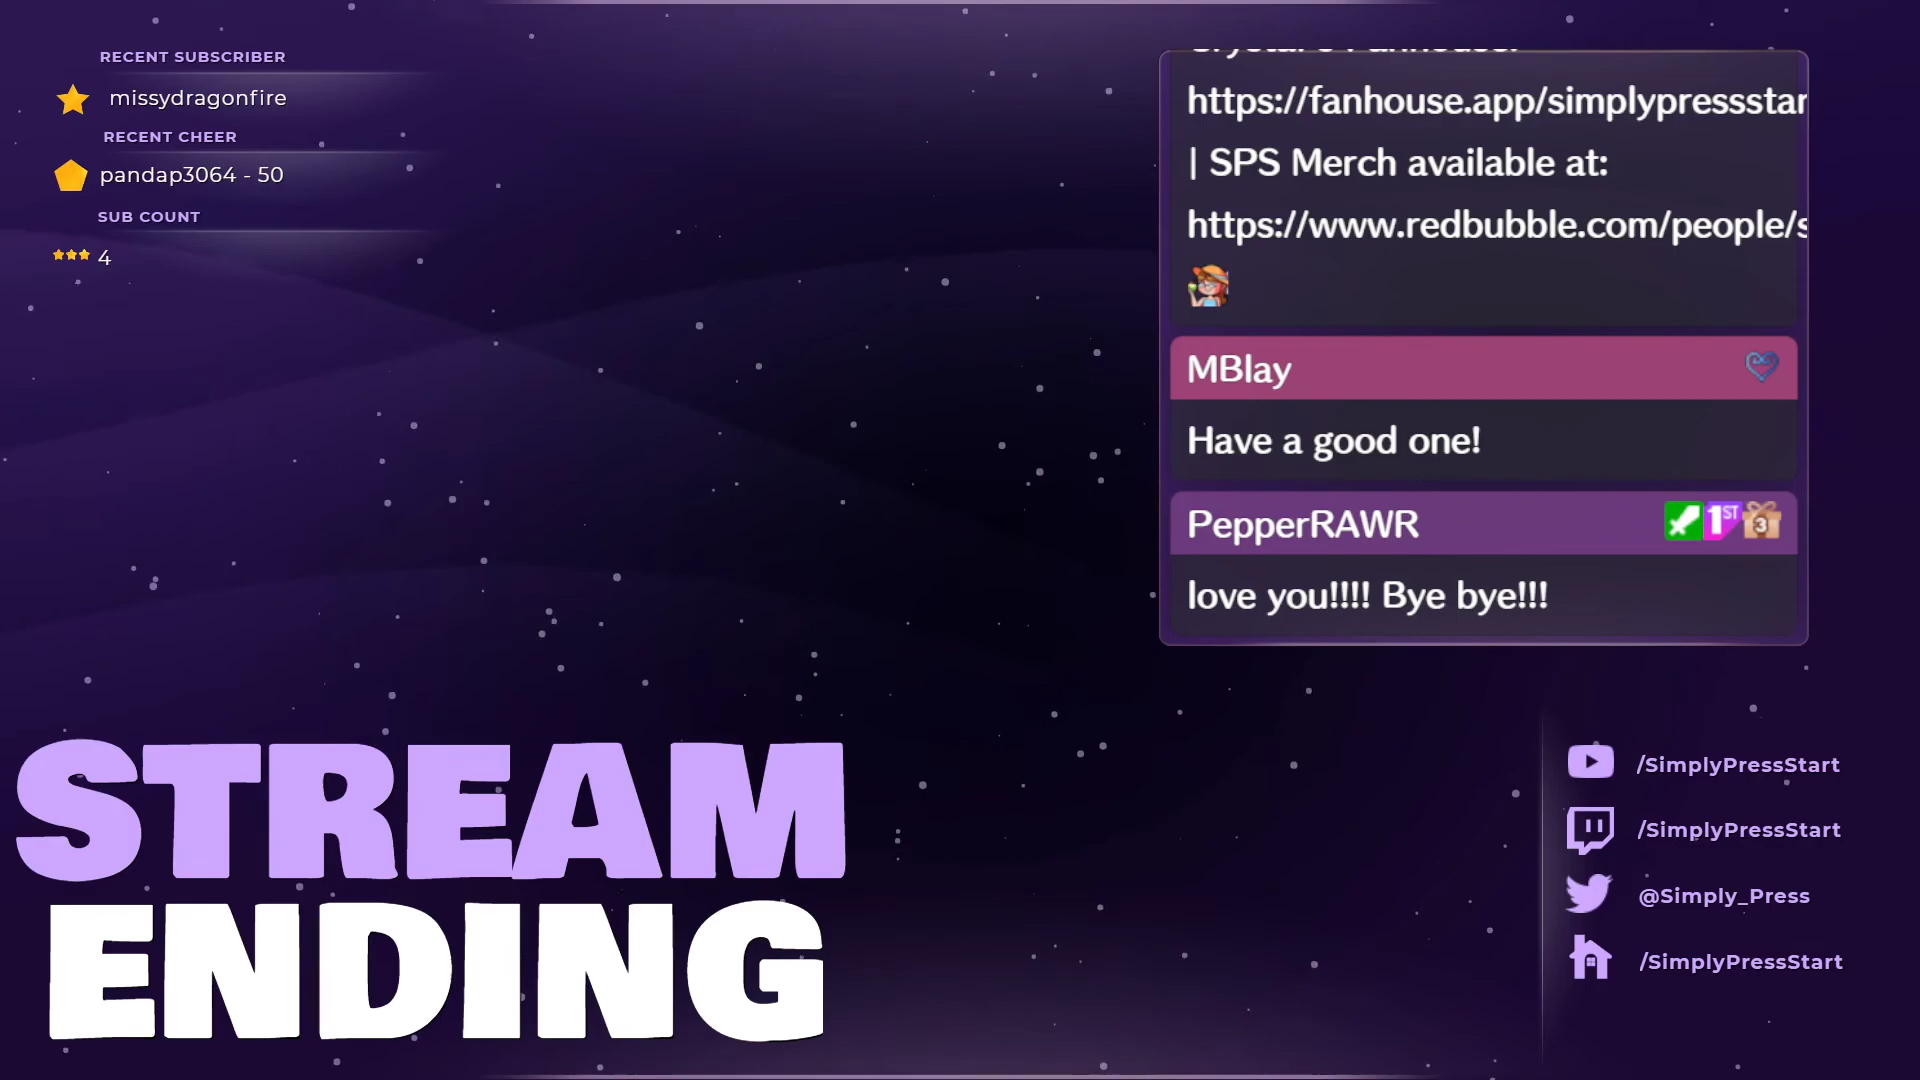 RECENT SUBSCRIBER
missydragonfire
RECENT CHEER
pandap3064 - 50
SUB COUNT
4
https://fanhouse.app/simplypressstar
| SPS Merch available at:
https://www.redbubble.com/people/s
MBlay
Have a good one!
PepperRAWR
1ST
3
love you!!!! Bye bye!!!
STREAM
ENDING
/SimplyPressStart
/SimplyPressStart
@Simply_Press
/SimplyPressStart